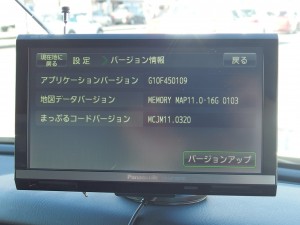 現在地に
戻る
設定 バージョン情報 戻る
アプリケーションバージョン G10F450109
地図データバージョン MEMORY MAP11.0-16G 0103
まっぷるコードバージョン MCJM11.0320
バージョンアップ
Panasonic